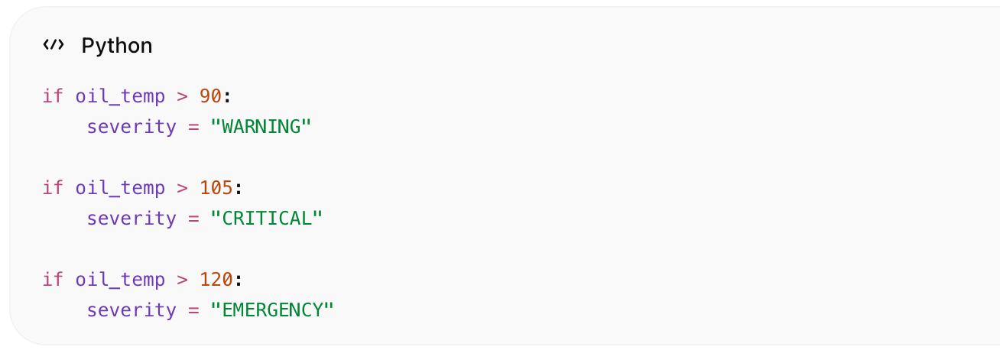 Python
if oil_temp > 90:
    severity = "WARNING"
if oil_temp > 105:
    severity = "CRITICAL"
if oil_temp > 120:
    severity = "EMERGENCY"